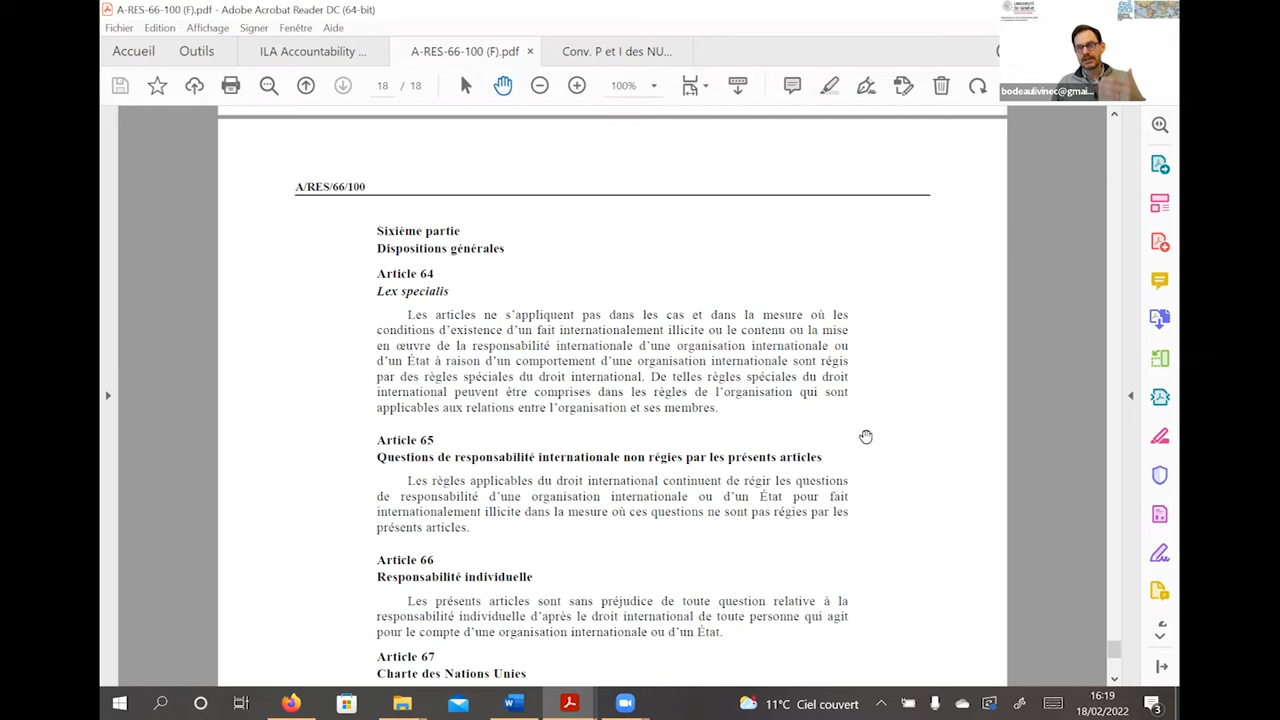 A-RES-66-100 (F).pdf - Adobe Acrobat Reader DC (64-bit)
Fichier Edition Affichage Signer Fenêtre Aide
Accueil Outils ILA Accountability ... A-RES-66-100 (F).pdf × Conv. P et I des NU...
18 / 18 100%
UNIVERSITÉ
DE GENÈVE
bodeaulivinec@gmai...
A/RES/66/100
Sixième partie
Dispositions générales
Article 64
Lex specialis
Les articles ne s’appliquent pas dans les cas et dans la mesure où les
conditions d’existence d’un fait internationalement illicite ou le contenu ou la mise
en œuvre de la responsabilité internationale d’une organisation internationale ou
d’un État à raison d’un comportement d’une organisation internationale sont régis
par des règles spéciales du droit international. De telles règles spéciales du droit
international peuvent être comprises dans les règles de l’organisation qui sont
applicables aux relations entre l’organisation et ses membres.
Article 65
Questions de responsabilité internationale non régies par les présents articles
Les règles applicables du droit international continuent de régir les questions
de responsabilité d’une organisation internationale ou d’un État pour fait
internationalement illicite dans la mesure où ces questions ne sont pas régies par les
présents articles.
Article 66
Responsabilité individuelle
Les présents articles sont sans préjudice de toute question relative à la
responsabilité individuelle d’après le droit international de toute personne qui agit
pour le compte d’une organisation internationale ou d’un État.
Article 67
Charte des Nations Unies
11°C Ciel couvert
16:19
18/02/2022
3